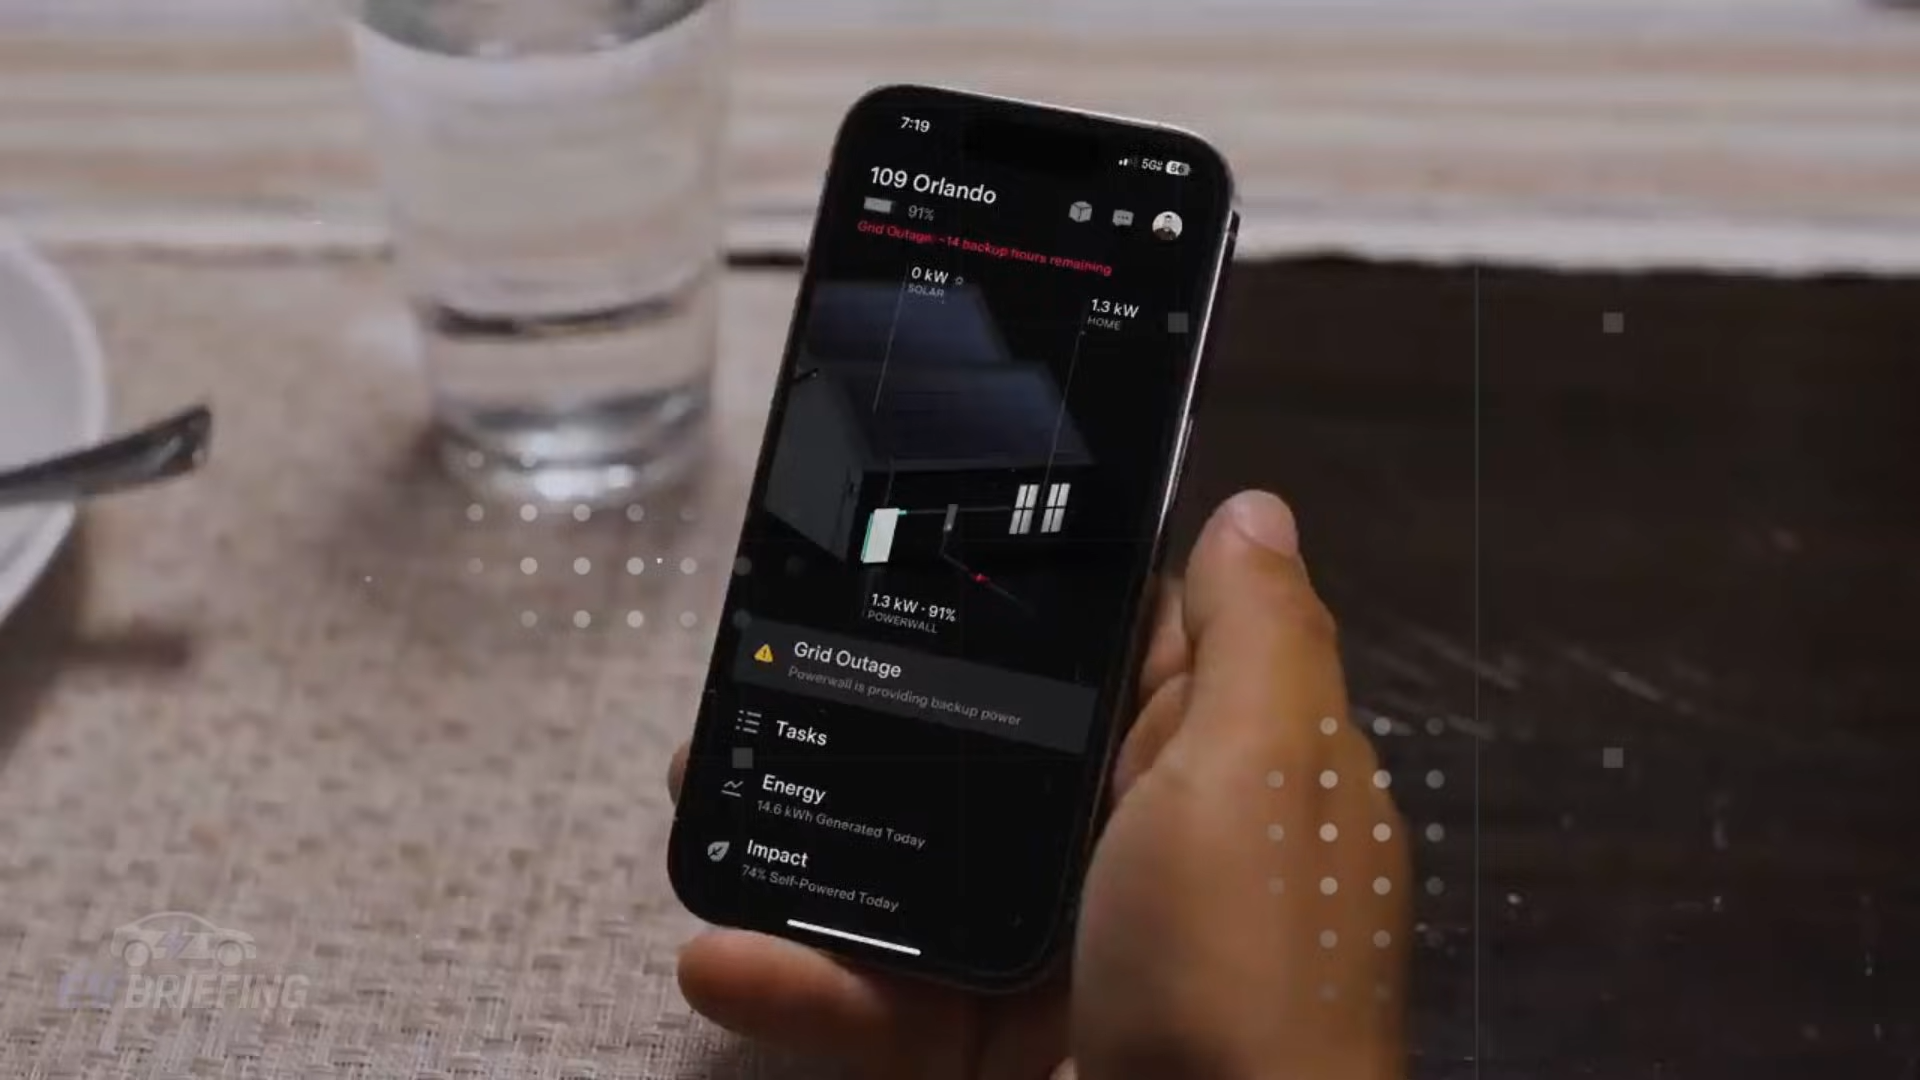 7:19
5G
56
109 Orlando
91%
Grid Outage: ~14 backup hours remaining
0 kW
SOLAR
1.3 kW
HOME
1.3 kW · 91%
POWERWALL
Grid Outage
Powerwall is providing backup power
Tasks
Energy
14.6 kWh Generated Today
Impact
74% Self-Powered Today
EV BRIEFING